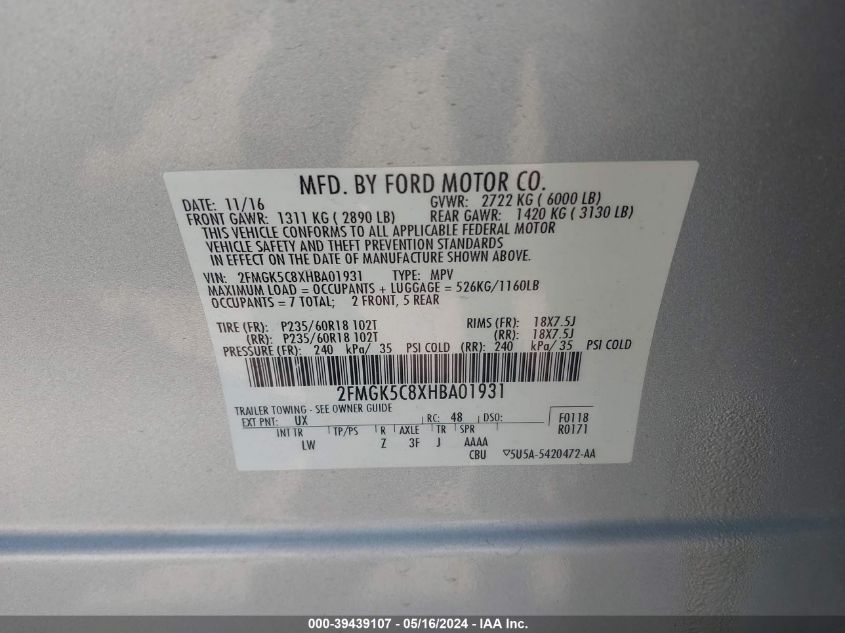 MFD. BY FORD MOTOR CO.
DATE: 11/16 GVWR: 2722 KG ( 6000 LB)
FRONT GAWR: 1311 KG ( 2890 LB) REAR GAWR: 1420 KG ( 3130 LB)
THIS VEHICLE CONFORMS TO ALL APPLICABLE FEDERAL MOTOR
VEHICLE SAFETY AND THEFT PREVENTION STANDARDS
IN EFFECT ON THE DATE OF MANUFACTURE SHOWN ABOVE.
VIN: 2FMGK5C8XHBA01931 TYPE: MPV
MAXIMUM LOAD = OCCUPANTS + LUGGAGE = 526KG/1160LB
OCCUPANTS = 7 TOTAL; 2 FRONT, 5 REAR
TIRE (FR): P235/60R18 102T RIMS (FR): 18X7.5J
(RR): P235/60R18 102T (RR): 18X7.5J
PRESSURE (FR): 240 kPa/ 35 PSI COLD (RR): 240 kPa/ 35 PSI COLD
2FMGK5C8XHBA01931
TRAILER TOWING - SEE OWNER GUIDE
EXT PNT: UX RC: 48 DSO: F0118
INT TR TP/PS R AXLE TR SPR R0171
LW Z 3F J AAAA
CBU ▽5U5A-5420472-AA
000-39439107 - 05/16/2024 - IAA Inc.